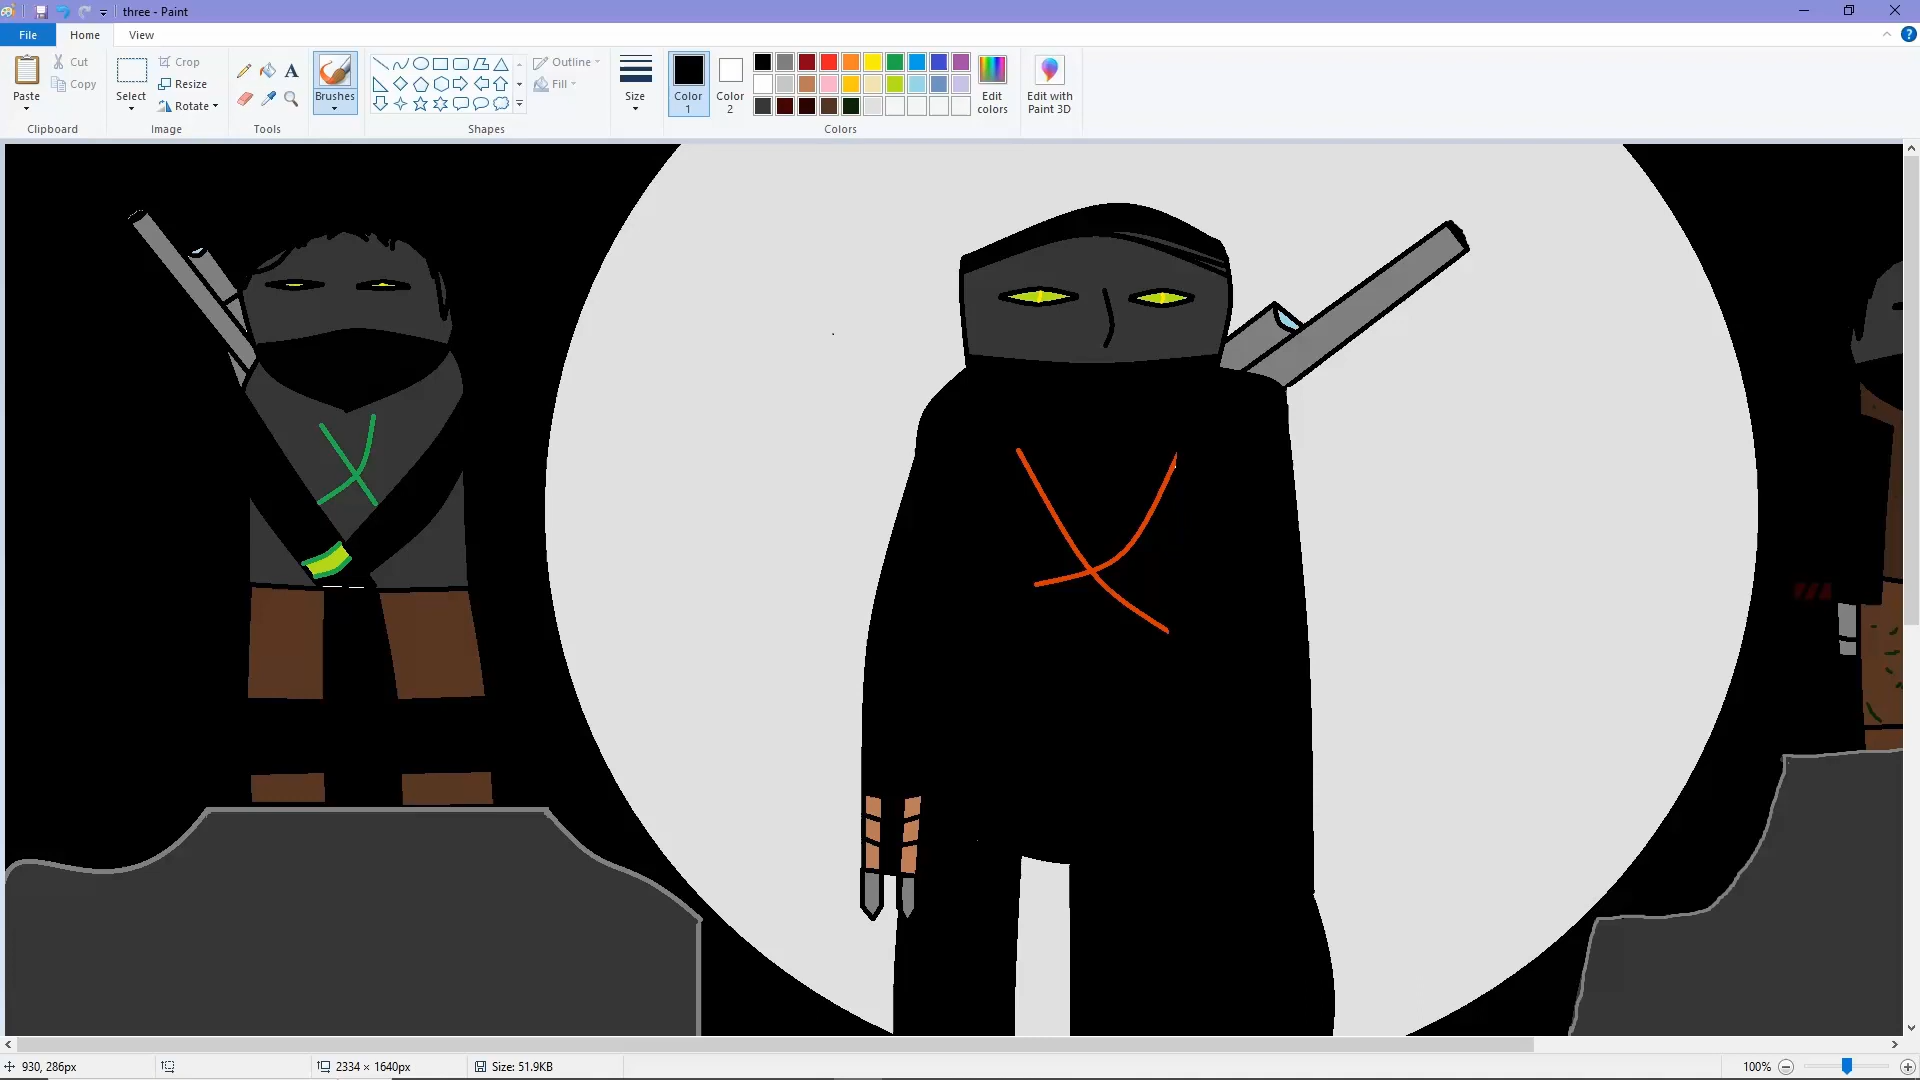 three - Paint
File Home View
Paste Cut Copy Clipboard
Select Crop Resize Rotate Image
A Tools
Brushes
Shapes Outline Fill
Size
Color 1 Color 2 Edit colors Colors
Edit with Paint 3D
?
930, 286px 2334 × 1640px Size: 51.9KB 100%